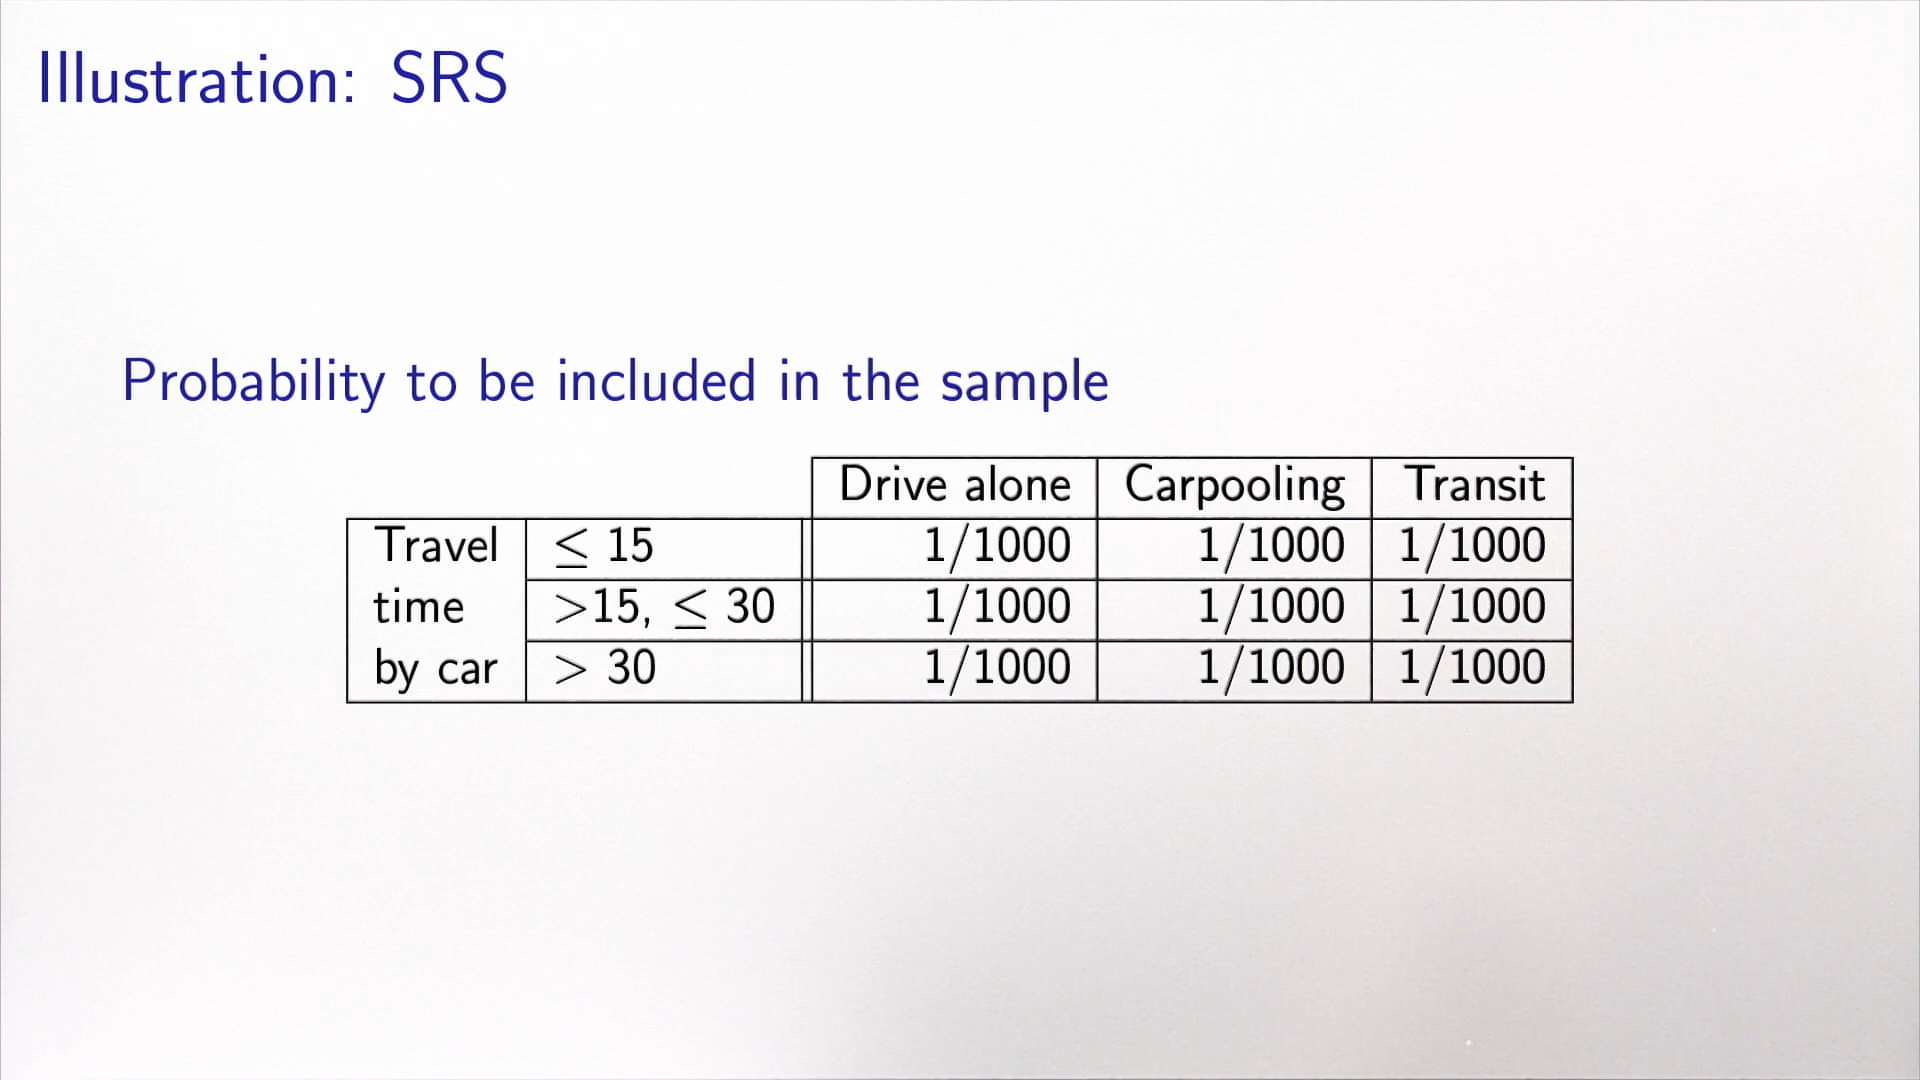 Illustration: SRS
Probability to be included in the sample
Drive alone Carpooling Transit
Travel ≤ 15 1/1000 1/1000 1/1000
time >15, ≤ 30 1/1000 1/1000 1/1000
by car > 30 1/1000 1/1000 1/1000